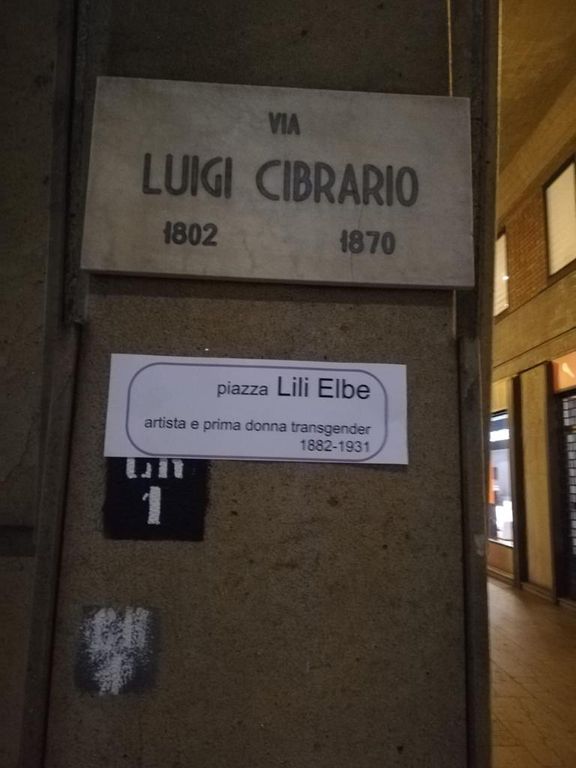 VIA
LUIGI CIBRARIO
1802 1870
piazza Lili Elbe
artista e prima donna transgender
1882-1931
1